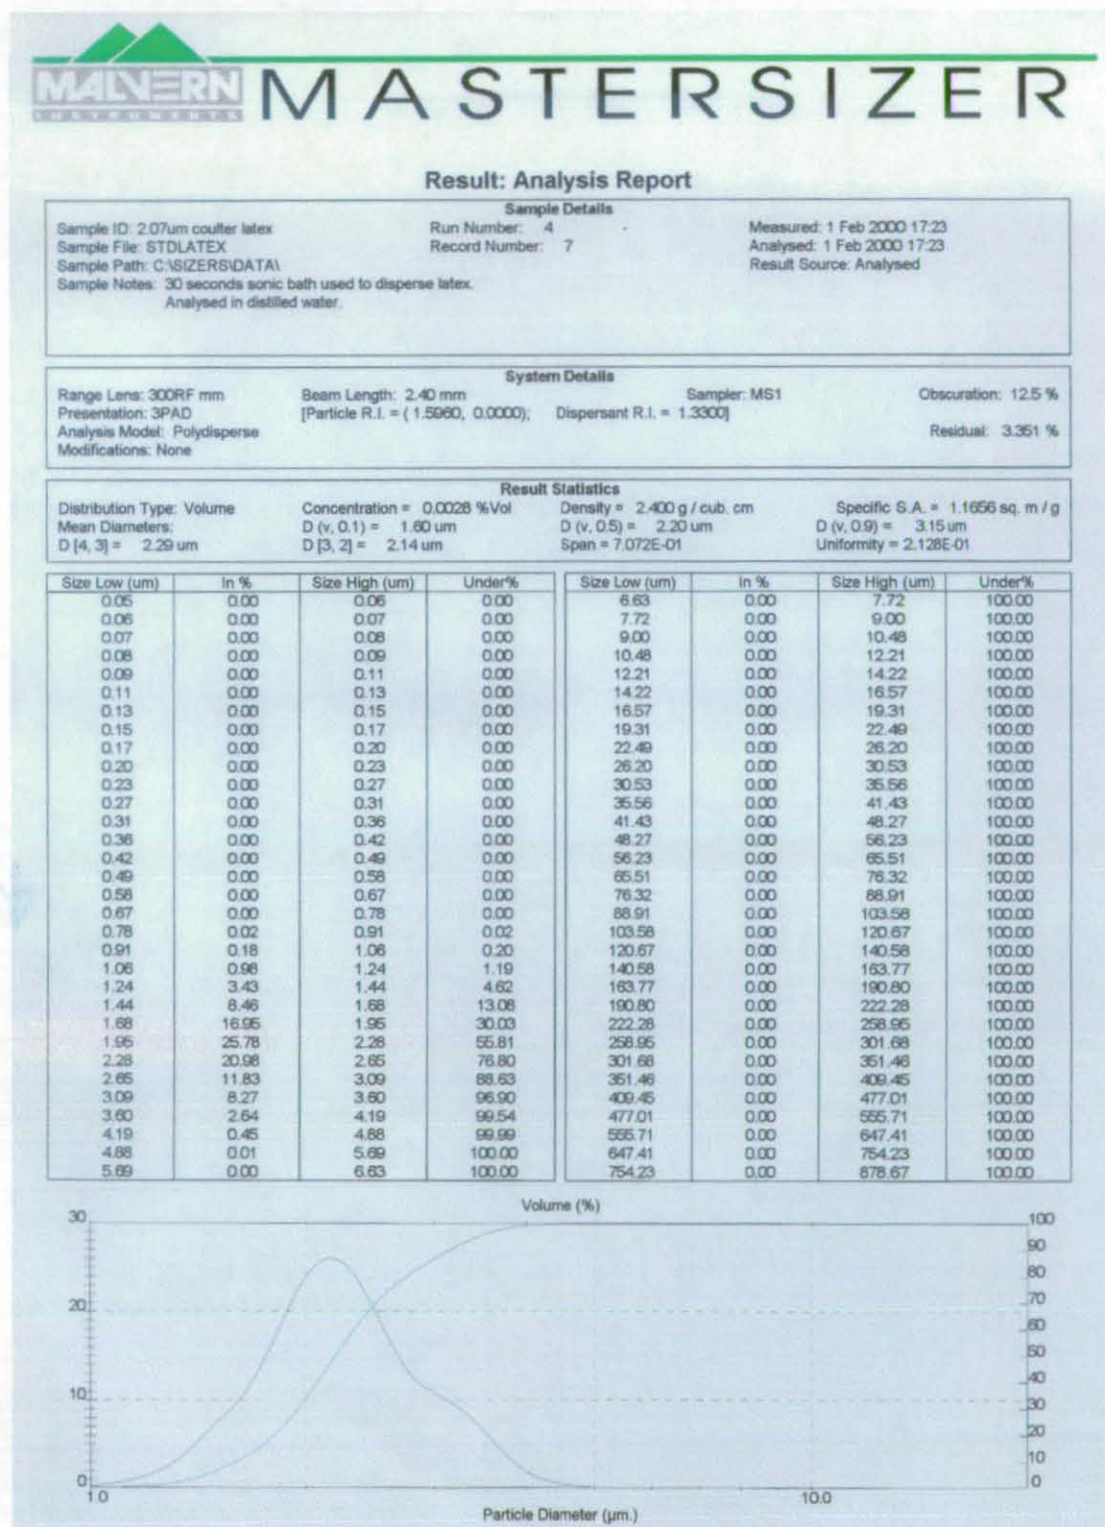 MALVERN
INSTRUMENTS
MASTERSIZER
Result: Analysis Report
Sample Details
Sample ID: 2.07um coulter latex Run Number: 4 Measured: 1 Feb 2000 17:23
Sample File: STDLATEX Record Number: 7 Analysed: 1 Feb 2000 17:23
Sample Path: C:\SIZERS\DATA\ Result Source: Analysed
Sample Notes: 30 seconds sonic bath used to disperse latex.
Analysed in distilled water.
System Details
Range Lens: 300RF mm Beam Length: 2.40 mm Sampler: MS1 Obscuration: 12.5 %
Presentation: 3PAD [Particle R.I. = ( 1.5960, 0.0000); Dispersant R.I. = 1.3300]
Analysis Model: Polydisperse Residual: 3.351 %
Modifications: None
Result Statistics
Distribution Type: Volume Concentration = 0.0028 %Vol Density = 2.400 g / cub. cm Specific S.A. = 1.1656 sq. m / g
Mean Diameters: D (v, 0.1) = 1.60 um D (v, 0.5) = 2.20 um D (v, 0.9) = 3.15 um
D [4, 3] = 2.29 um D [3, 2] = 2.14 um Span = 7.072E-01 Uniformity = 2.128E-01
Size Low (um) In % Size High (um) Under% Size Low (um) In % Size High (um) Under%
0.05 0.00 0.06 0.00 6.63 0.00 7.72 100.00
0.06 0.00 0.07 0.00 7.72 0.00 9.00 100.00
0.07 0.00 0.08 0.00 9.00 0.00 10.48 100.00
0.08 0.00 0.09 0.00 10.48 0.00 12.21 100.00
0.09 0.00 0.11 0.00 12.21 0.00 14.22 100.00
0.11 0.00 0.13 0.00 14.22 0.00 16.57 100.00
0.13 0.00 0.15 0.00 16.57 0.00 19.31 100.00
0.15 0.00 0.17 0.00 19.31 0.00 22.49 100.00
0.17 0.00 0.20 0.00 22.49 0.00 26.20 100.00
0.20 0.00 0.23 0.00 26.20 0.00 30.53 100.00
0.23 0.00 0.27 0.00 30.53 0.00 35.56 100.00
0.27 0.00 0.31 0.00 35.56 0.00 41.43 100.00
0.31 0.00 0.36 0.00 41.43 0.00 48.27 100.00
0.36 0.00 0.42 0.00 48.27 0.00 56.23 100.00
0.42 0.00 0.49 0.00 56.23 0.00 65.51 100.00
0.49 0.00 0.58 0.00 65.51 0.00 76.32 100.00
0.58 0.00 0.67 0.00 76.32 0.00 88.91 100.00
0.67 0.00 0.78 0.00 88.91 0.00 103.58 100.00
0.78 0.02 0.91 0.02 103.58 0.00 120.67 100.00
0.91 0.18 1.06 0.20 120.67 0.00 140.58 100.00
1.06 0.98 1.24 1.19 140.58 0.00 163.77 100.00
1.24 3.43 1.44 4.62 163.77 0.00 190.80 100.00
1.44 8.46 1.68 13.08 190.80 0.00 222.28 100.00
1.68 16.95 1.95 30.03 222.28 0.00 258.95 100.00
1.95 25.78 2.28 55.81 258.95 0.00 301.68 100.00
2.28 20.98 2.65 76.80 301.68 0.00 351.46 100.00
2.65 11.83 3.09 88.63 351.46 0.00 409.45 100.00
3.09 8.27 3.60 96.90 409.45 0.00 477.01 100.00
3.60 2.64 4.19 99.54 477.01 0.00 555.71 100.00
4.19 0.45 4.88 99.99 555.71 0.00 647.41 100.00
4.88 0.01 5.69 100.00 647.41 0.00 754.23 100.00
5.69 0.00 6.63 100.00 754.23 0.00 878.67 100.00
Volume (%)
30 100
90
80
20 70
60
50
40
10 30
20
10
0 0
1.0 10.0
Particle Diameter (µm.)